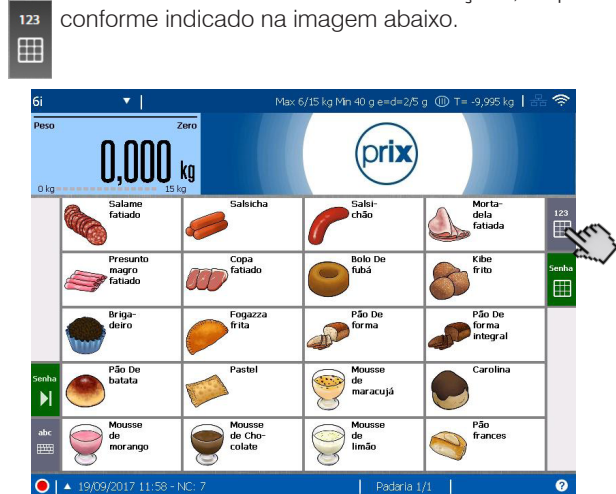 123
conforme indicado na imagem abaixo.
6i
Max 6/15 kg Min 40 g e=d=2/5 g III T= -9,995 kg
Peso Zero
0,000 kg
0 kg 15 kg
prix
Salame
fatiado
Salsicha
Salsi-
chão
Morta-
dela
fatiada
123
Presunto
magro
fatiado
Copa
fatiado
Bolo De
fubá
Kibe
frito
Senha
Briga-
deiro
Fogazza
frita
Pão De
forma
Pão De
forma
integral
Senha
Pão De
batata
Pastel
Mousse
de
maracujá
Carolina
abc
Mousse
de
morango
Mousse
de Cho-
colate
Mousse
de
limão
Pão
frances
19/09/2017 11:58 - NC: 7
Padaria 1/1
?